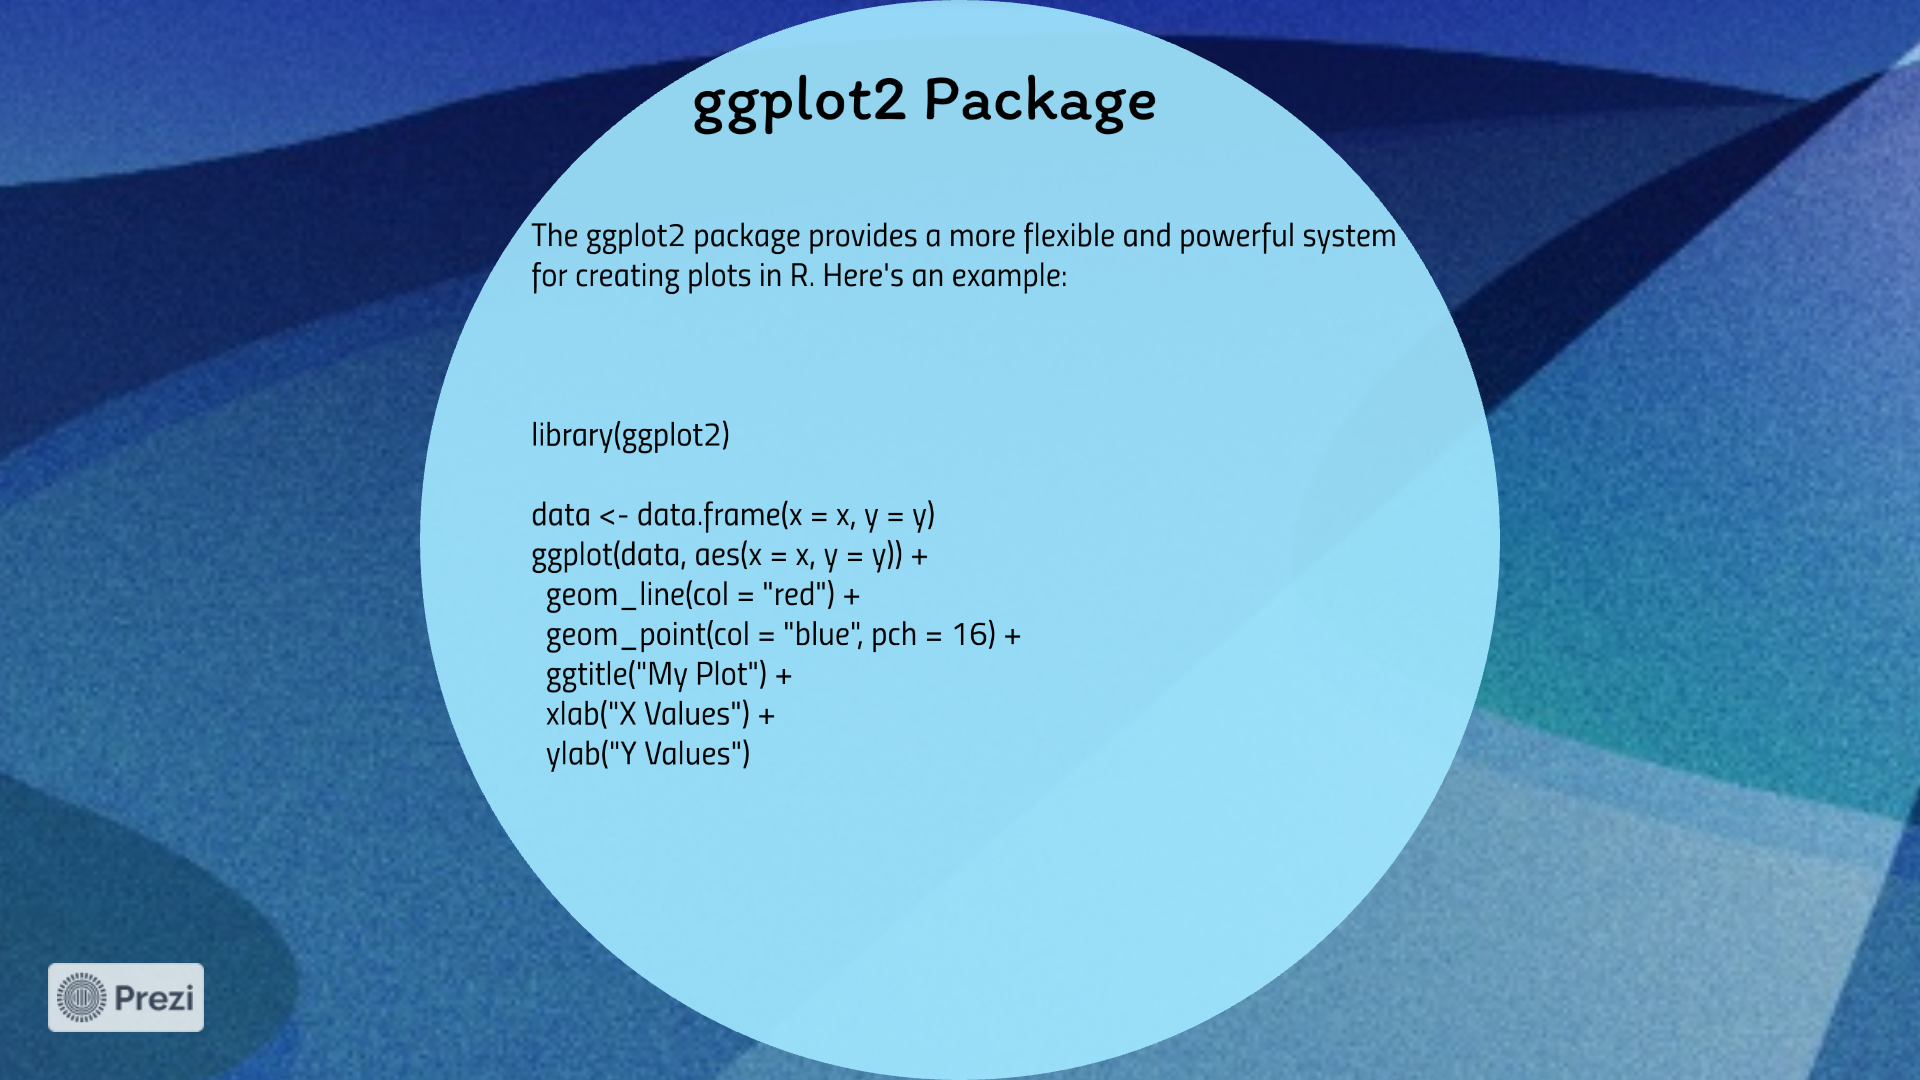 ggplot2 Package
The ggplot2 package provides a more flexible and powerful system
for creating plots in R. Here's an example:
library(ggplot2)
data <- data.frame(x = x, y = y)
ggplot(data, aes(x = x, y = y)) +
  geom_line(col = "red") +
  geom_point(col = "blue", pch = 16) +
  ggtitle("My Plot") +
  xlab("X Values") +
  ylab("Y Values")
Prezi